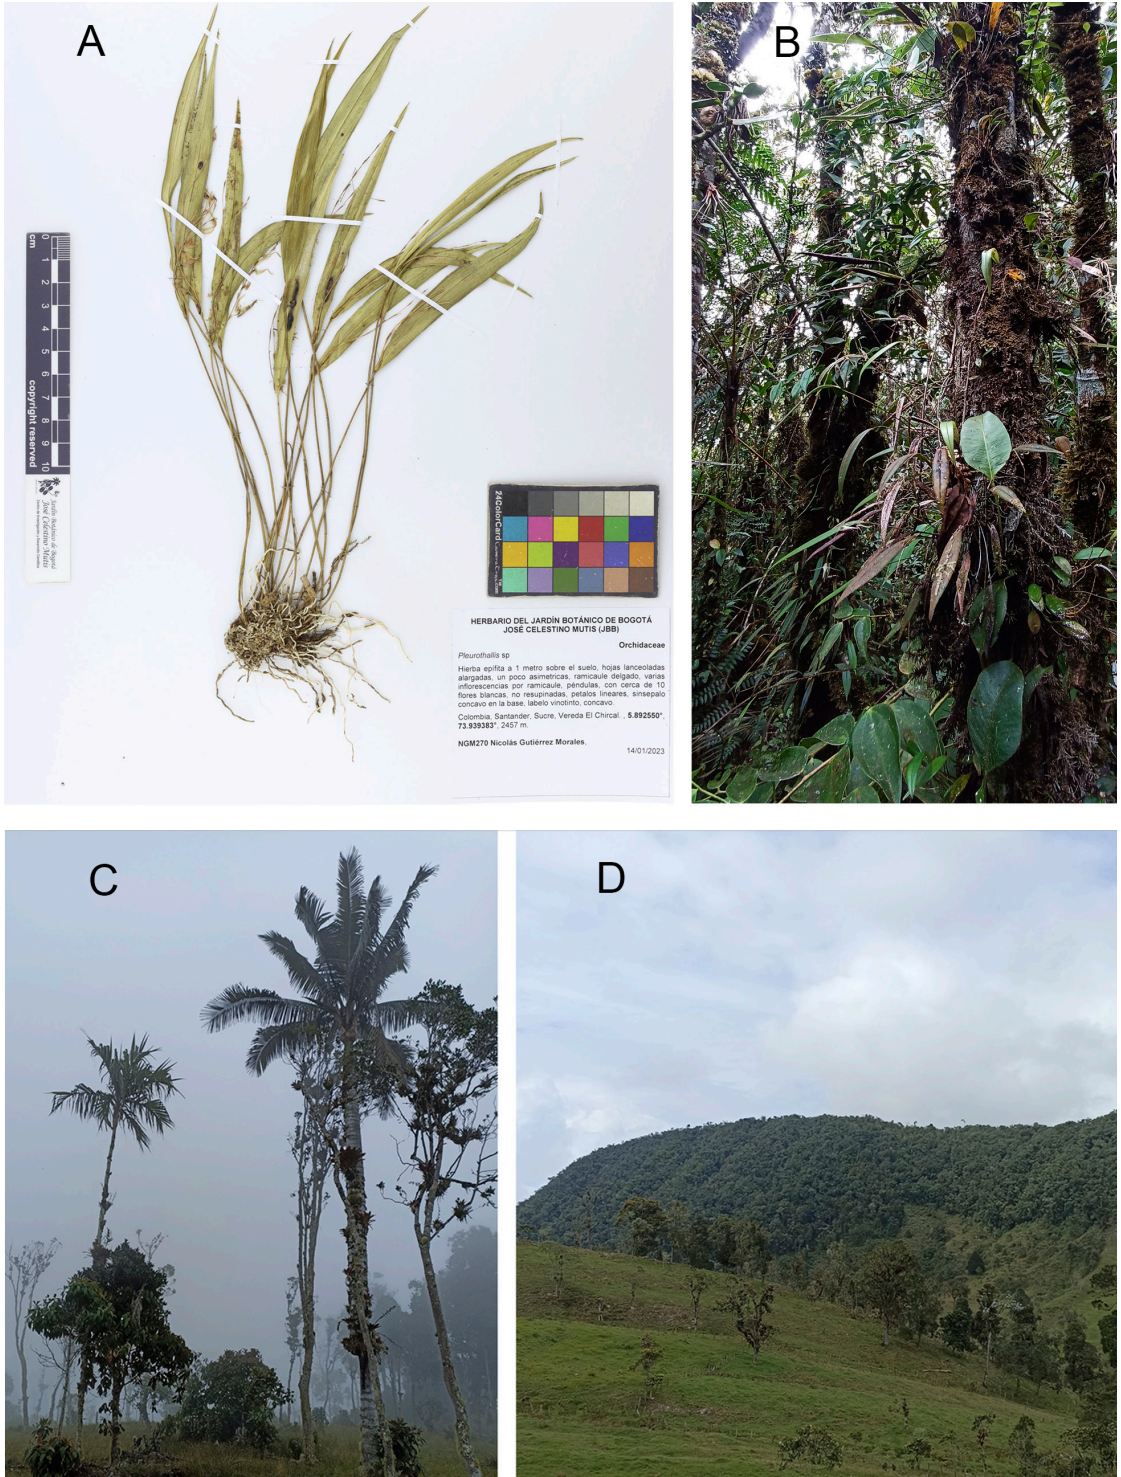 A
B
0
cm
1
2
3
4
5
6
7
8
9
10
copyright reserved
Jardín Botánico de Bogotá
José Celestino Mutis
24ColorCard
HERBARIO DEL JARDÍN BOTÁNICO DE BOGOTÁ
JOSÉ CELESTINO MUTIS (JBB)
Orchidaceae
Pleurothallis sp
Hierba epífita a 1 metro sobre el suelo, hojas lanceoladas
alargadas, un poco asimetricas, ramicaule delgado, varias
inflorescencias por ramicaule, péndulas, con cerca de 10
flores blancas, no resupinadas, petalos lineares, sinsepalo
concavo en la base, labelo vinotinto, concavo.
Colombia, Santander, Sucre, Vereda El Chircal. , 5.892550°,
73.939383°, 2457 m.
NGM270 Nicolás Gutiérrez Morales,
14/01/2023
C
D